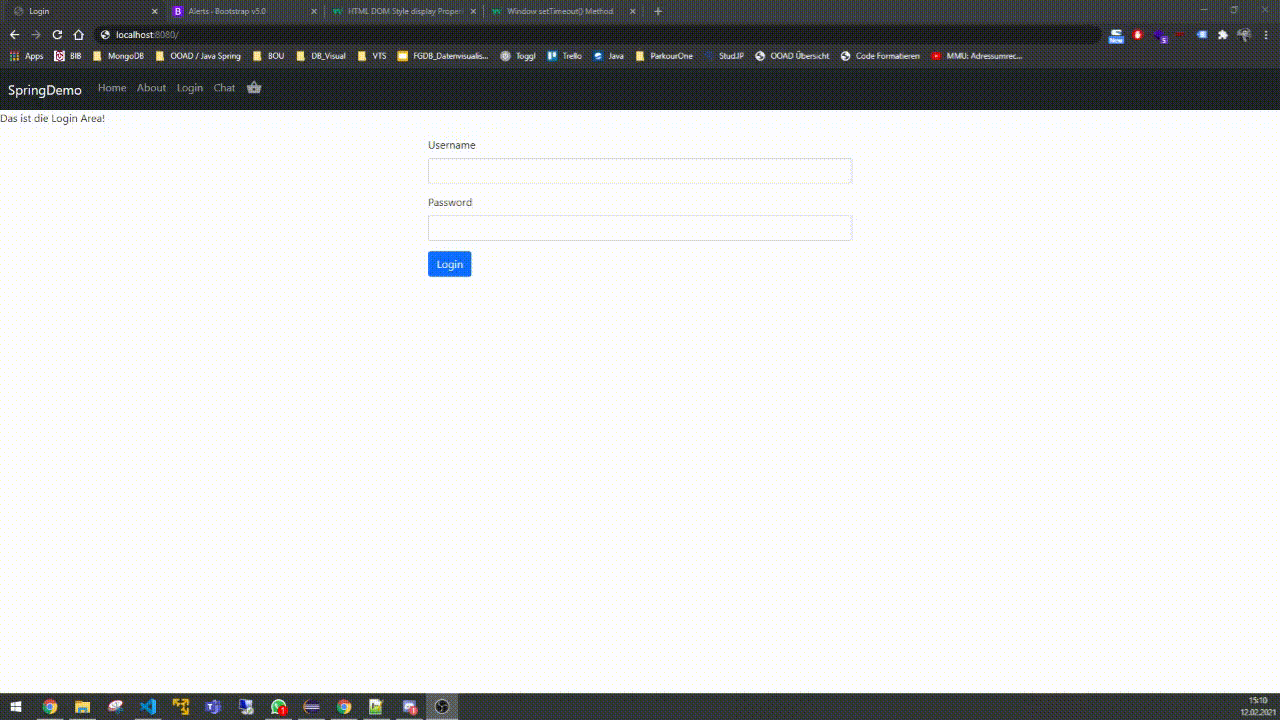 Login
Alerts · Bootstrap v5.0
HTML DOM Style display Proper
Window setTimeout() Method
localhost:8080/
New
5
Apps
BIB
MongoDB
OOAD / Java Spring
BOU
DB_Visual
VTS
FGDB_Datenvisualis...
Toggl
Trello
Java
ParkourOne
Stud.IP
OOAD Übersicht
Code Formatieren
MMU: Adressumrec...
SpringDemo
Home
About
Login
Chat
Das ist die Login Area!
Username
Password
Login
15:10
12.02.2021